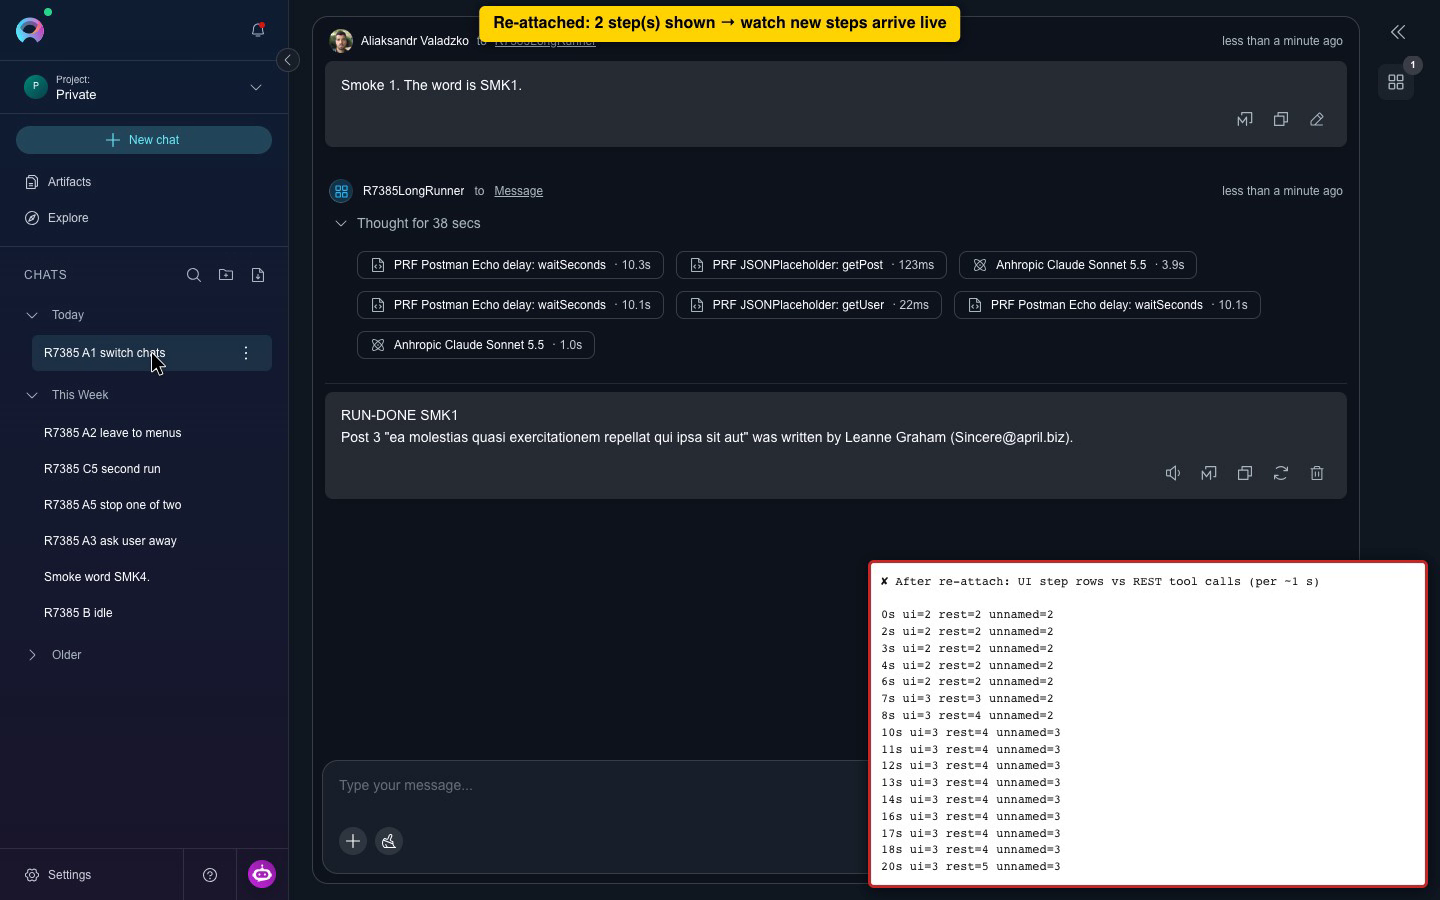 Re-attached: 2 step(s) shown → watch new steps arrive live
Project:
P
Private
New chat
Artifacts
Explore
CHATS
Today
R7385 A1 switch chats
This Week
R7385 A2 leave to menus
R7385 C5 second run
R7385 A5 stop one of two
R7385 A3 ask user away
Smoke word SMK4.
R7385 B idle
Older
Settings
Aliaksandr Valadzko to R7385LongRunner
less than a minute ago
1
Smoke 1. The word is SMK1.
R7385LongRunner to Message
less than a minute ago
Thought for 38 secs
PRF Postman Echo delay: waitSeconds · 10.3s
PRF JSONPlaceholder: getPost · 123ms
Anhropic Claude Sonnet 5.5 · 3.9s
PRF Postman Echo delay: waitSeconds · 10.1s
PRF JSONPlaceholder: getUser · 22ms
PRF Postman Echo delay: waitSeconds · 10.1s
Anhropic Claude Sonnet 5.5 · 1.0s
RUN-DONE SMK1
Post 3 "ea molestias quasi exercitationem repellat qui ipsa sit aut" was written by Leanne Graham (Sincere@april.biz).
Type your message...
✘ After re-attach: UI step rows vs REST tool calls (per ~1 s)
0s ui=2 rest=2 unnamed=2
2s ui=2 rest=2 unnamed=2
3s ui=2 rest=2 unnamed=2
4s ui=2 rest=2 unnamed=2
6s ui=2 rest=2 unnamed=2
7s ui=3 rest=3 unnamed=2
8s ui=3 rest=4 unnamed=2
10s ui=3 rest=4 unnamed=3
11s ui=3 rest=4 unnamed=3
12s ui=3 rest=4 unnamed=3
13s ui=3 rest=4 unnamed=3
14s ui=3 rest=4 unnamed=3
16s ui=3 rest=4 unnamed=3
17s ui=3 rest=4 unnamed=3
18s ui=3 rest=4 unnamed=3
20s ui=3 rest=5 unnamed=3